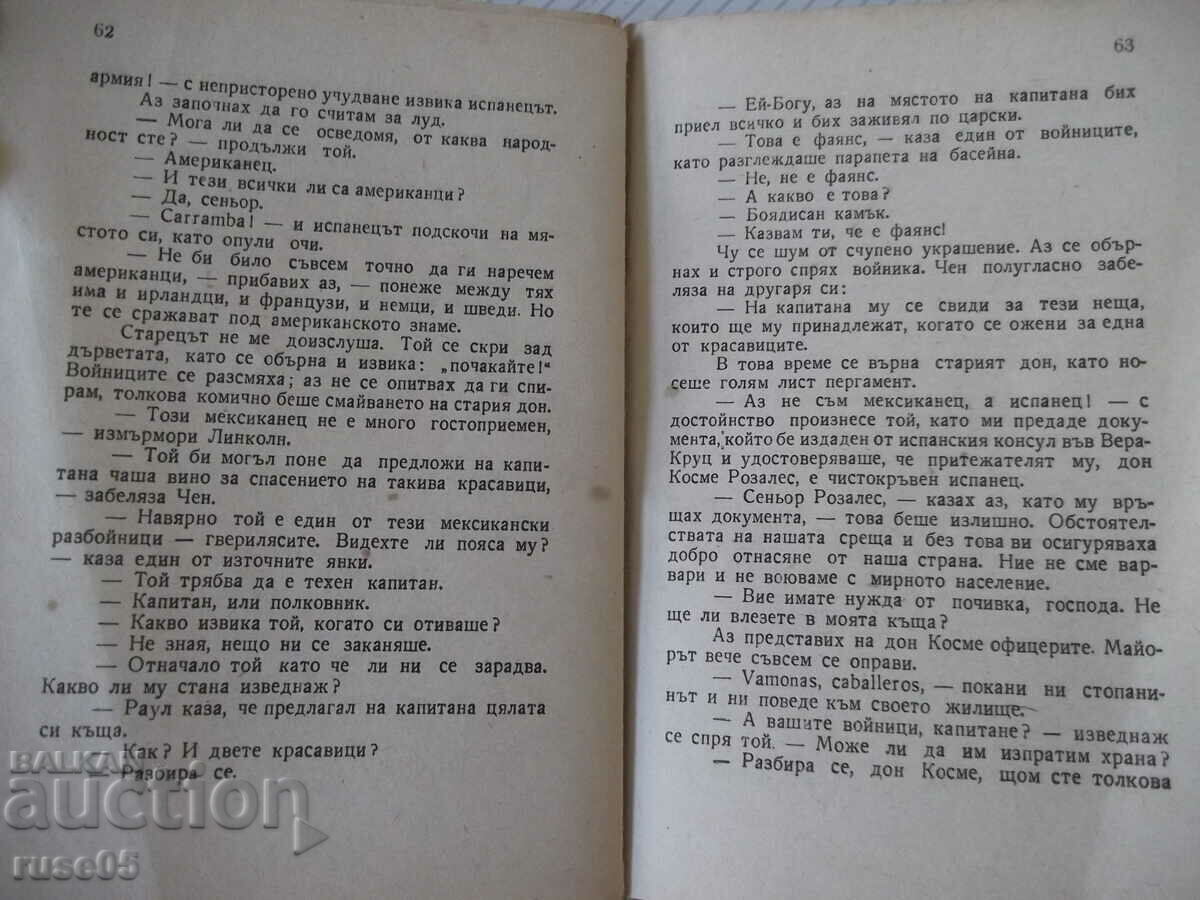 62
армия! — с непристорено учудване извика испанецът.
Аз започнах да го считам за луд.
— Мога ли да се осведомя, от каква народ-
ност сте? — продължи той.
— Американец.
— И тези всички ли са американци?
— Да, сеньор.
— Carramba! — и испанецът подскочи на мя-
стото си, като опули очи.
— Не би било съвсем точно да ги наречем
американци, — прибавих аз, — понеже между тях
има и ирландци, и французи, и немци, и шведи. Но
те се сражават под американското знаме.
Старецът не ме доизслуша. Той се скри зад
дърветата, като се обърна и извика: „почакайте!“
Войниците се разсмяха; аз не се опитвах да ги спи-
рам, толкова комично беше смайването на стария дон.
— Този мексиканец не е много гостоприемен,
— измърмори Линколн.
— Той би могъл поне да предложи на капи-
тана чаша вино за спасението на такива красавици,
— забеляза Чен.
— Навярно той е един от тези мексикански
разбойници — гверилясите. Видехте ли пояса му?
— каза един от източните янки.
— Той трябва да е техен капитан.
— Капитан, или полковник.
— Какво извика той, когато си отиваше?
— Не зная, нещо ни се заканяше.
— Отначало той като че ли ни се зарадва.
Какво ли му стана изведнаж?
— Раул каза, че предлагал на капитана цялата
си къща.
— Как? И двете красавици?
— Разбира се.
63
— Ей-Богу, аз на мястото на капитана бих
приел всичко и бих заживял по царски.
— Това е фаянс, — каза един от войниците,
като разглеждаше парапета на басейна.
— Не, не е фаянс.
— А какво е това?
— Боядисан камък.
— Казвам ти, че е фаянс!
Чу се шум от счупено украшение. Аз се обър-
нах и строго спрях войника. Чен полугласно забе-
ляза на другаря си:
— На капитана му се свиди за тези неща,
които ще му принадлежат, когато се ожени за една
от красавиците.
В това време се върна старият дон, като но-
сеше голям лист пергамент.
— Аз не съм мексиканец, а испанец! — с
достойнство произнесе той, като ми предаде доку-
мента, който бе издаден от испанския консул във Вера-
Круц и удостоверяваше, че притежателят му, дон
Косме Розалес, е чистокръвен испанец.
— Сеньор Розалес, — казах аз, като му връ-
щах документа, — това беше излишно. Обстоятел-
ствата на нашата среща и без това ви осигуряваха
добро отнасяне от наша страна. Ние не сме вар-
вари и не воюваме с мирното население.
— Вие имате нужда от почивка, господа. Не
ще ли влезете в моята къща?
Аз представих на дон Косме офицерите. Майо-
рът вече съвсем се оправи.
— Vamonas, caballeros, — покани ни стопани-
нът и ни поведе към своето жилище.
— А вашите войници, капитане? — изведнаж
се спря той. — Може ли да им изпратим храна?
— Разбира се, дон Косме, щом сте толкова
BALKAN
auction
ruse05